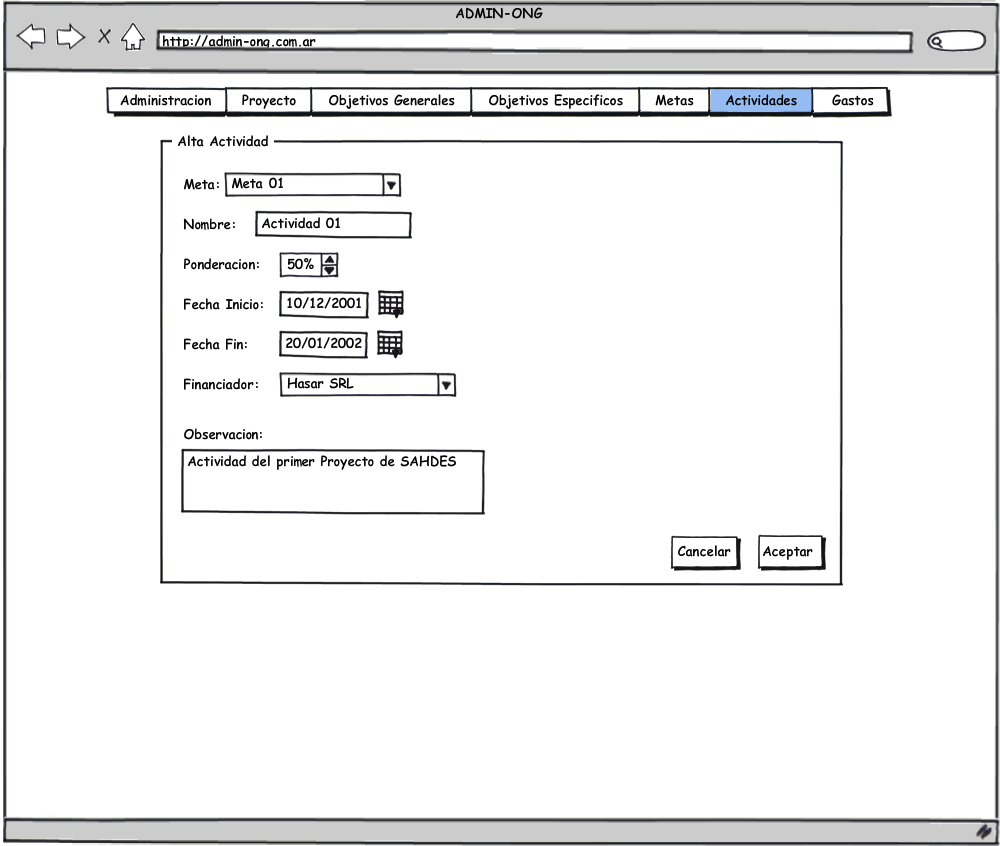 ADMIN-ONG
http://admin-ong.com.ar
Administracion Proyecto Objetivos Generales Objetivos Especificos Metas Actividades Gastos
Alta Actividad
Meta: Meta 01
Nombre: Actividad 01
Ponderacion: 50%
Fecha Inicio: 10/12/2001
Fecha Fin: 20/01/2002
Financiador: Hasar SRL
Observacion:
Actividad del primer Proyecto de SAHDES
Cancelar Aceptar